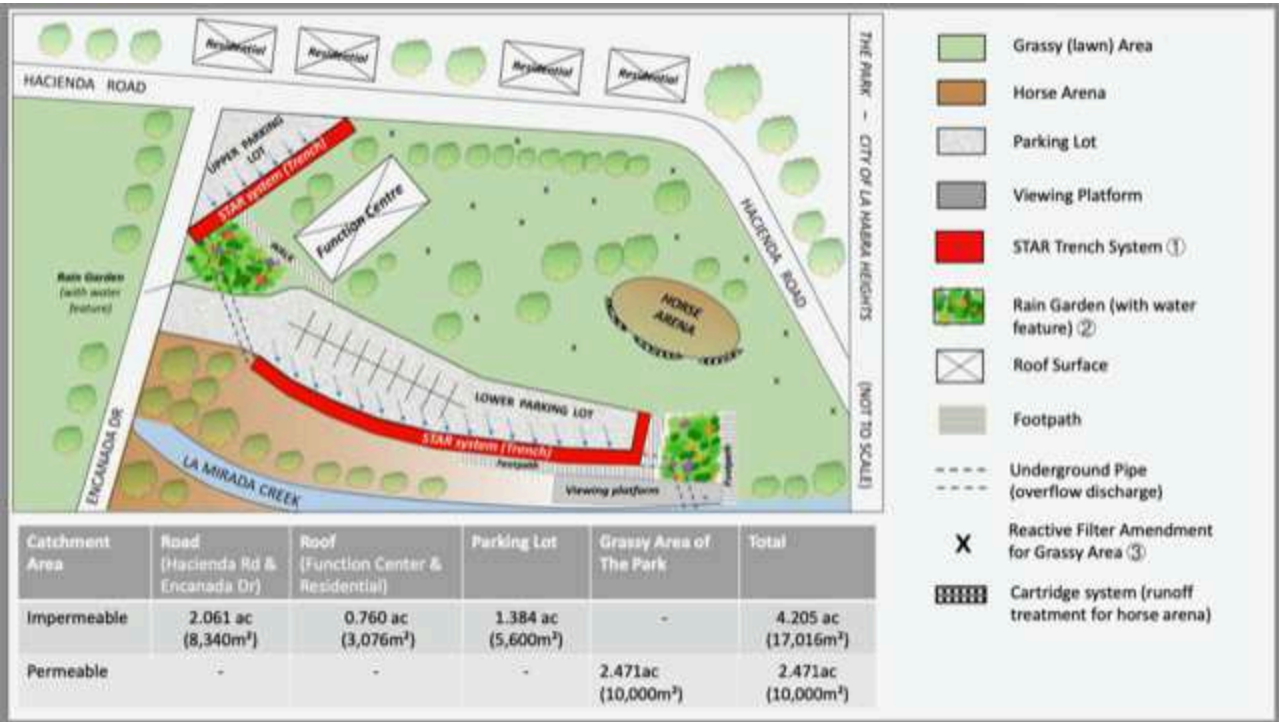 HACIENDA ROAD
Residential
Residential
Residential
Residential
UPPER PARKING
LOT
STAR system (Trench)
Function Centre
WALK
Rain Garden
(with water
feature)
HACIENDA ROAD
HORSE
ARENA
LOWER PARKING LOT
STAR system (Trench)
Footpath
Footpath
Viewing platform
LA MIRADA CREEK
ENCANADA DR
THE PARK – CITY OF LA HABRA HEIGHTS (NOT TO SCALE)
Grassy (lawn) Area
Horse Arena
Parking Lot
Viewing Platform
STAR Trench System ①
Rain Garden (with water
feature) ②
Roof Surface
Footpath
Underground Pipe
(overflow discharge)
X Reactive Filter Amendment
for Grassy Area ③
Cartridge system (runoff
treatment for horse arena)
Catchment Area | Road (Hacienda Rd & Encanada Dr) | Roof (Function Center & Residential) | Parking Lot | Grassy Area of The Park | Total
Impermeable | 2.061 ac (8,340m²) | 0.760 ac (3,076m²) | 1.384 ac (5,600m²) | - | 4.205 ac (17,016m²)
Permeable | - | - | - | 2.471ac (10,000m²) | 2.471ac (10,000m²)